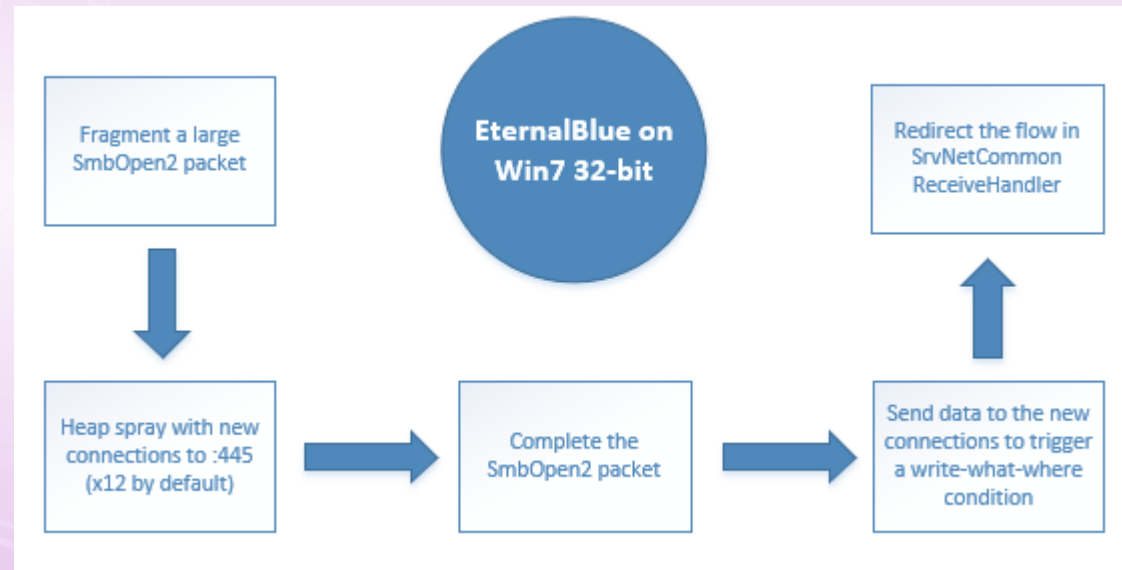 EternalBlue on
Win7 32-bit
Fragment a large
SmbOpen2 packet
Heap spray with new
connections to :445
(x12 by default)
Complete the
SmbOpen2 packet
Send data to the new
connections to trigger
a write-what-where
condition
Redirect the flow in
SrvNetCommon
ReceiveHandler